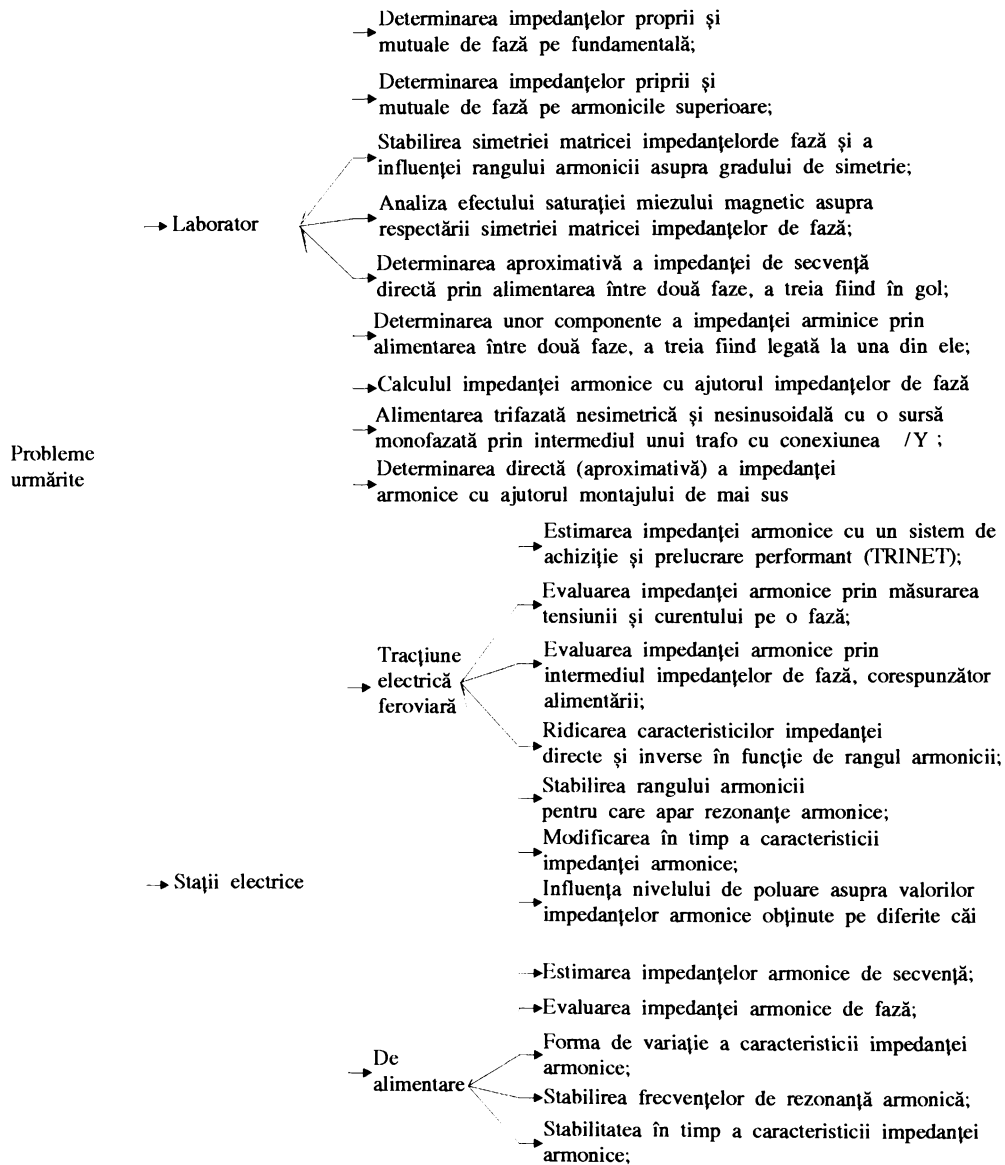 Determinarea impedanţelor proprii şi
mutuale de fază pe fundamentală;
Determinarea impedanţelor priprii şi
mutuale de fază pe armonicile superioare;
Stabilirea simetriei matricei impedanţelorde fază şi a
influenţei rangului armonicii asupra gradului de simetrie;
Laborator
Analiza efectului saturaţiei miezului magnetic asupra
respectării simetriei matricei impedanţelor de fază;
Determinarea aproximativă a impedanţei de secvenţă
directă prin alimentarea între două faze, a treia fiind în gol;
Determinarea unor componente a impedanţei arminice prin
alimentarea între două faze, a treia fiind legată la una din ele;
Calculul impedanţei armonice cu ajutorul impedanţelor de fază
Alimentarea trifazată nesimetrică şi nesinusoidală cu o sursă
monofazată prin intermediul unui trafo cu conexiunea /Y ;
Probleme
urmărite
Determinarea directă (aproximativă) a impedanţei
armonice cu ajutorul montajului de mai sus
Estimarea impedanţei armonice cu un sistem de
achiziţie şi prelucrare performant (TRINET);
Evaluarea impedanţei armonice prin măsurarea
tensiunii şi curentului pe o fază;
Tracţiune
electrică
feroviară
Evaluarea impedanţei armonice prin
intermediul impedanţelor de fază, corespunzător
alimentării;
Ridicarea caracteristicilor impedanţei
directe şi inverse în funcţie de rangul armonicii;
Stabilirea rangului armonicii
pentru care apar rezonanţe armonice;
Modificarea în timp a caracteristicii
impedanţei armonice;
Staţii electrice
Influenţa nivelului de poluare asupra valorilor
impedanţelor armonice obţinute pe diferite căi
Estimarea impedanţelor armonice de secvenţă;
Evaluarea impedanţei armonice de fază;
De
alimentare
Forma de variaţie a caracteristicii impedanţei
armonice;
Stabilirea frecvenţelor de rezonanţă armonică;
Stabilitatea în timp a caracteristicii impedanţei
armonice;